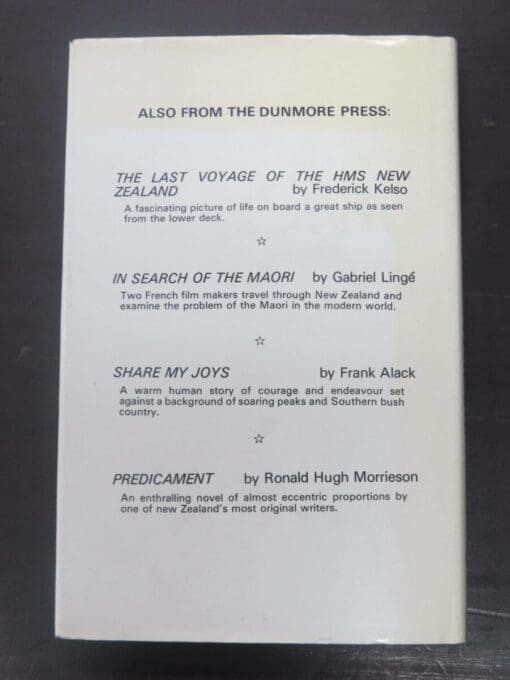 ALSO FROM THE DUNMORE PRESS:
THE LAST VOYAGE OF THE HMS NEW
ZEALAND by Frederick Kelso
A fascinating picture of life on board a great ship as seen
from the lower deck.
IN SEARCH OF THE MAORI by Gabriel Lingé
Two French film makers travel through New Zealand and
examine the problem of the Maori in the modern world.
SHARE MY JOYS by Frank Alack
A warm human story of courage and endeavour set
against a background of soaring peaks and Southern bush
country.
PREDICAMENT by Ronald Hugh Morrieson
An enthralling novel of almost eccentric proportions by
one of new Zealand's most original writers.